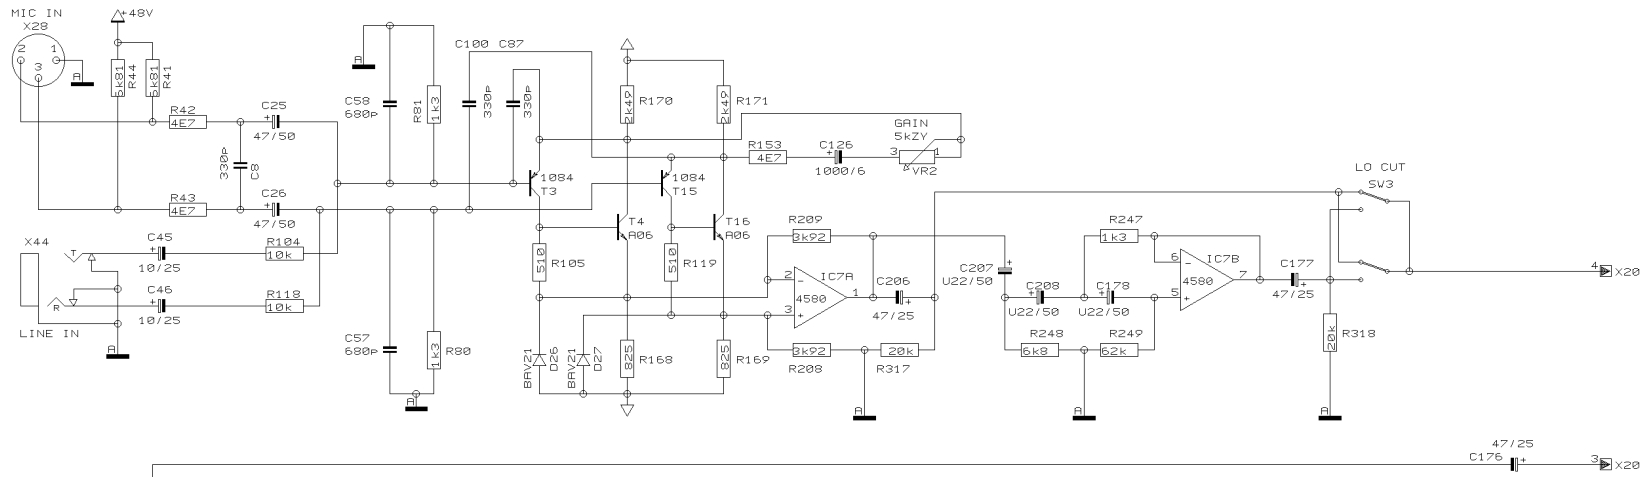 MIC IN
X28
2
1
3
A
+48V
5k81
R44
5k81
R41
R42
4E7
C25
+
47/50
330p
C8
R43
4E7
C26
+
47/50
X44
T
R
LINE IN
A
C45
+
10/25
R104
10k
C46
+
10/25
R118
10k
A
C58
680p
R81
1k3
C57
680p
1k3
R80
A
C100 C87
330p
330p
1084
T3
1084
T15
2k49
R170
2k49
R171
R153
4E7
C126
+
1000/6
GAIN
5kZY
3
1
VR2
T4
A06
T16
A06
510
R105
510
R119
BAV21
D26
BAV21
D27
825
R168
825
R169
R209
3k92
IC7A
2
-
4580
1
3
+
C206
+
47/25
3k92
R208
20k
R317
A
C207
+
U22/50
C208
+
U22/50
C178
+
U22/50
R247
1k3
R248
6k8
R249
62k
A
IC7B
6
-
4580
7
5
+
C177
+
47/25
20k
R318
A
LO CUT
SW3
4
X20
47/25
C176
+
3
X20